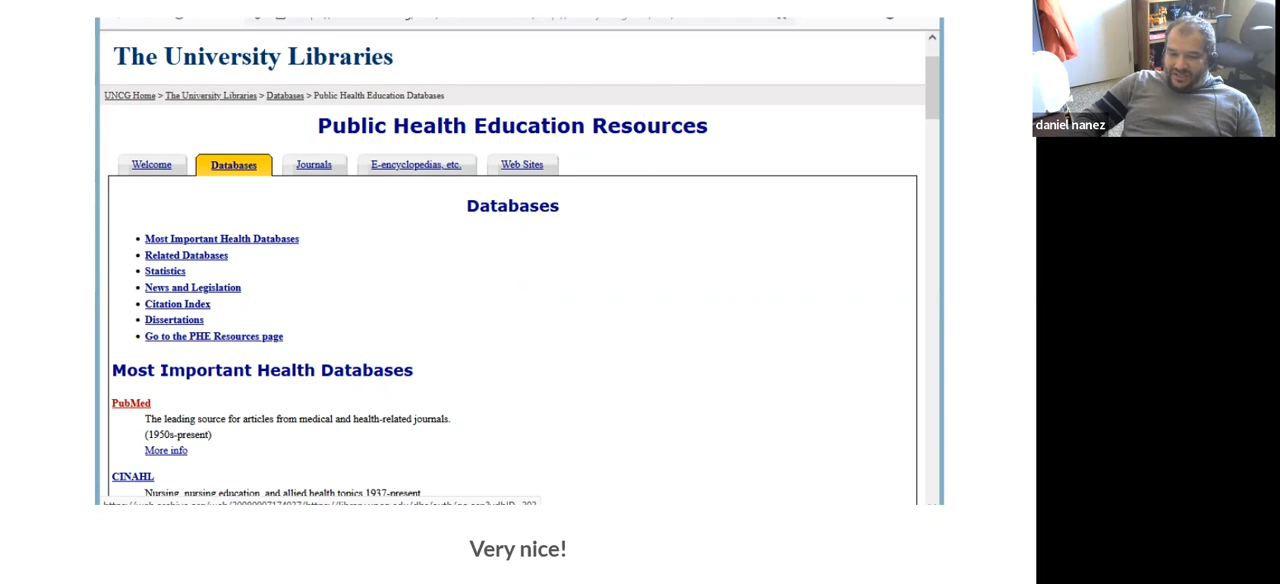 The University Libraries
UNCG Home > The University Libraries > Databases > Public Health Education Databases
Public Health Education Resources
Welcome
Databases
Journals
E-encyclopedias, etc.
Web Sites
Databases
• Most Important Health Databases
• Related Databases
• Statistics
• News and Legislation
• Citation Index
• Dissertations
• Go to the PHE Resources page
Most Important Health Databases
PubMed
The leading source for articles from medical and health-related journals.
(1950s-present)
More info
CINAHL
Nursing, nursing education, and allied health topics 1937-present
Very nice!
daniel nanez